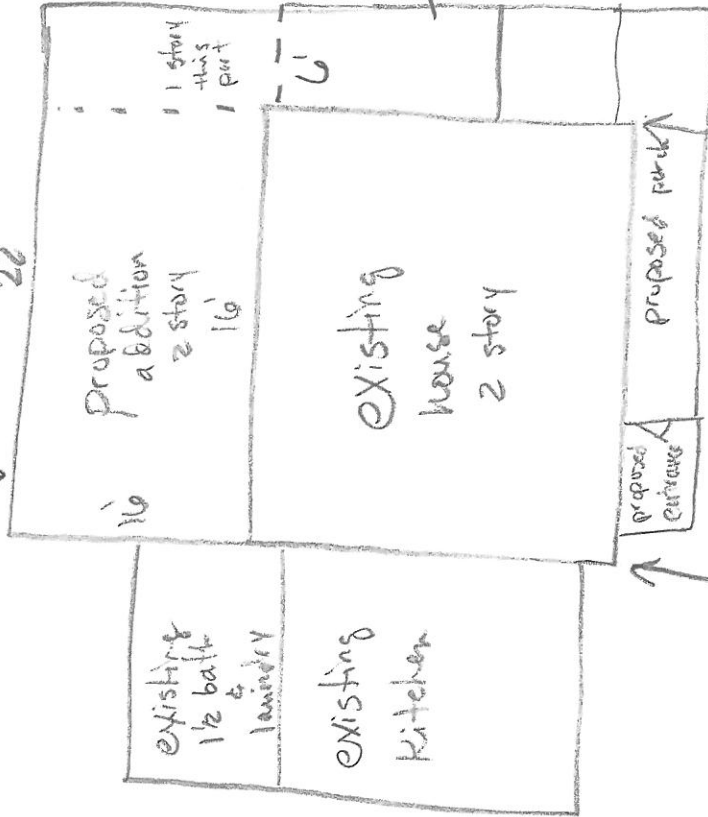 22
1 story
this
part
proposed
addition
2 story
16'
16'
6'
existing
1/2 bath
&
laundry
existing
house
2 story
existing
kitchen
proposed porch
proposed
entrance